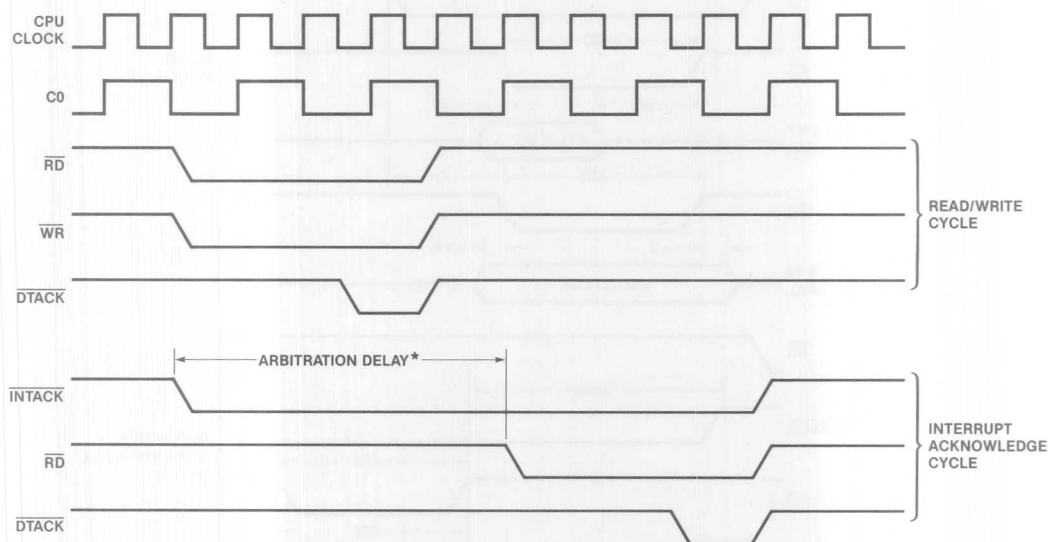 CPU
CLOCK
C0
RD
WR
DTACK
READ/WRITE
CYCLE
ARBITRATION DELAY*
INTACK
RD
DTACK
INTERRUPT
ACKNOWLEDGE
CYCLE